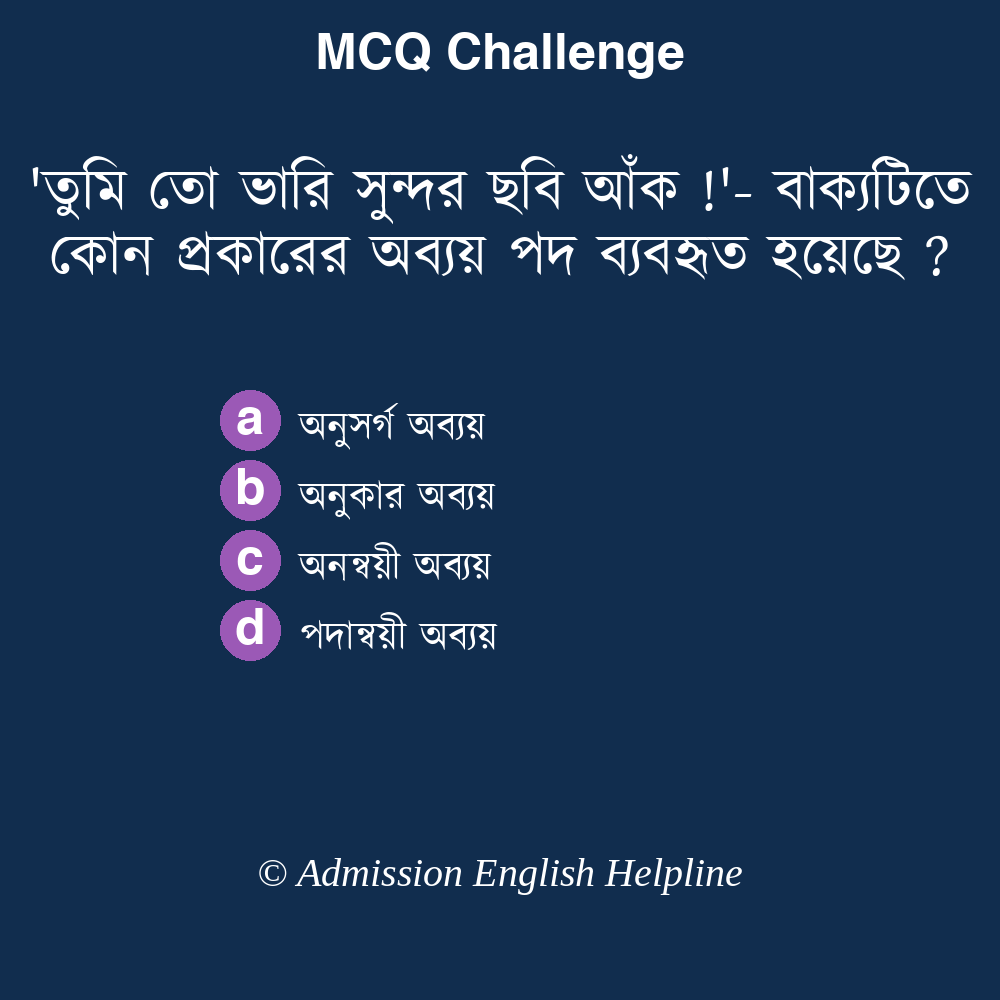 MCQ Challenge
'তুমি তো ভারি সুন্দর ছবি আঁক !'- বাক্যটিতে
কোন প্রকারের অব্যয় পদ ব্যবহৃত হয়েছে ?
a অনুসর্গ অব্যয়
b অনুকার অব্যয়
c অনন্বয়ী অব্যয়
d পদান্বয়ী অব্যয়
© Admission English Helpline